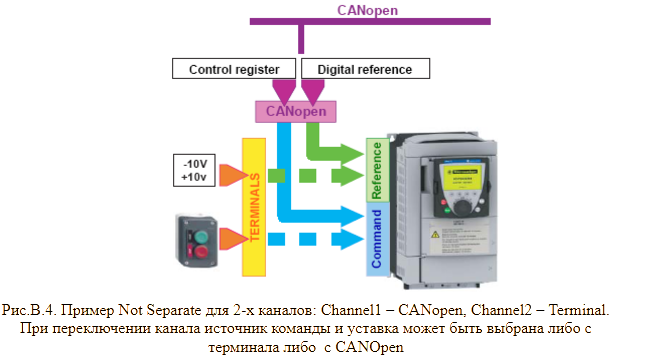 CANopen
Control register
Digital reference
CANopen
-10V
+10v
TERMINALS
Reference
Command
Рис.В.4. Пример Not Separate для 2-х каналов: Channel1 – CANopen, Channel2 – Terminal.
При переключении канала источник команды и уставка может быть выбрана либо с
терминала либо с CANOpen